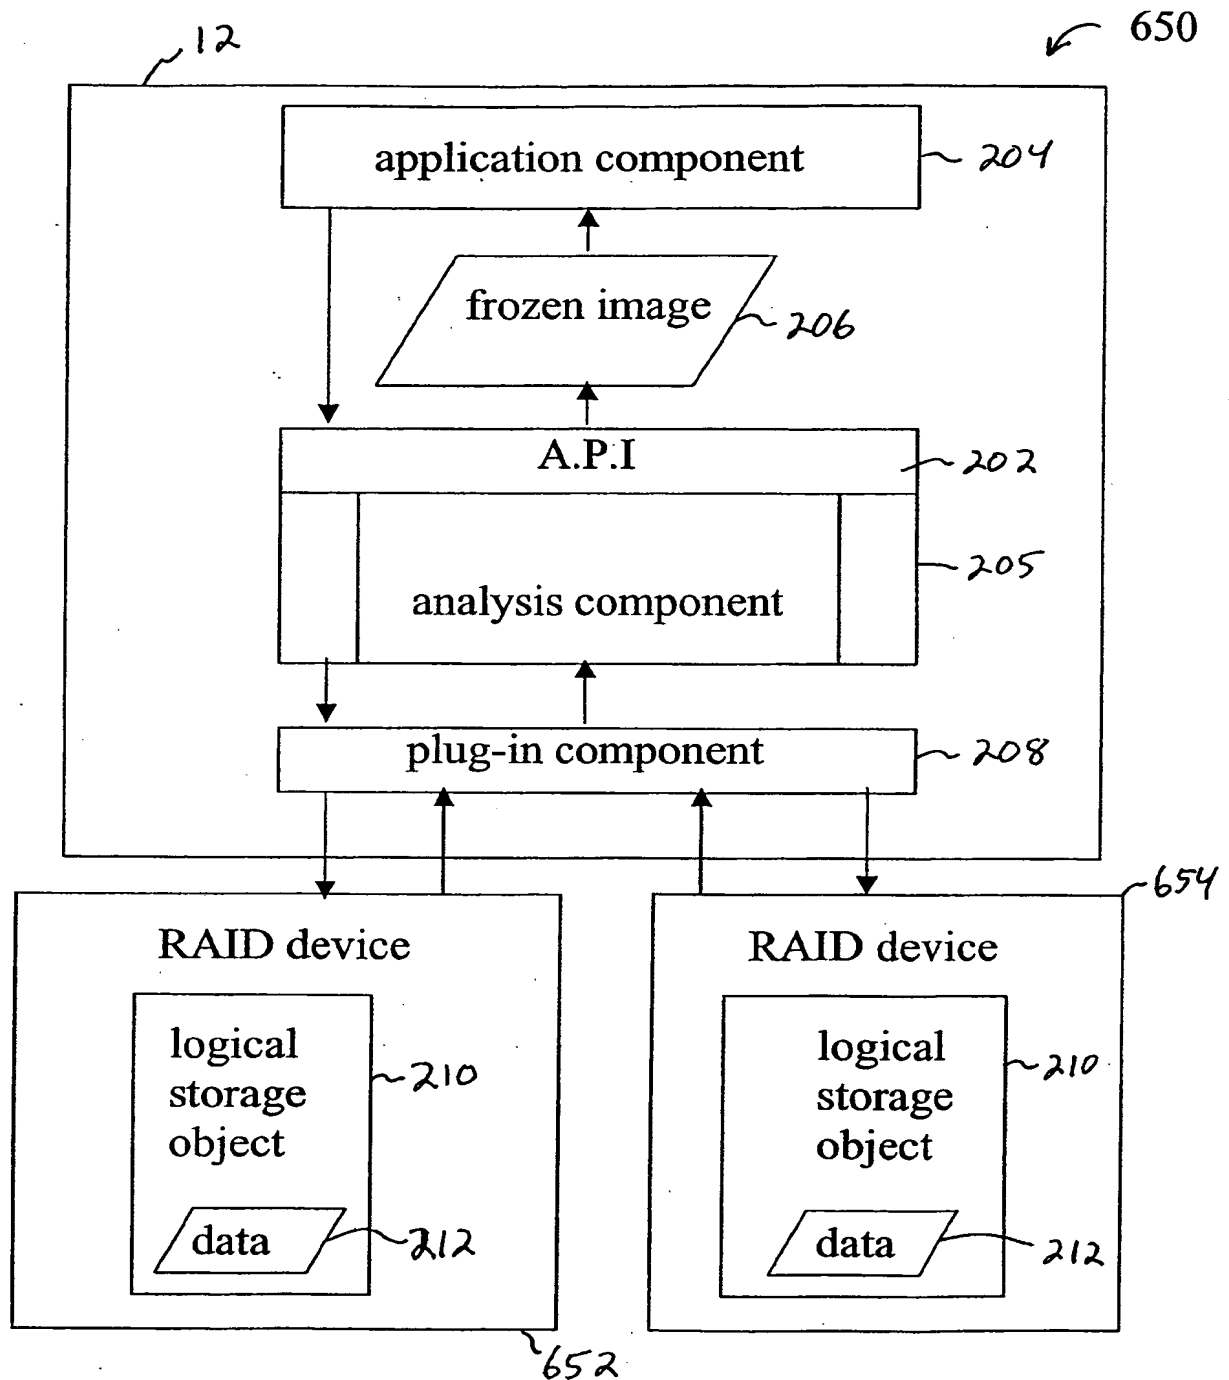 12
650
application component
204
frozen image
206
A.P.I
202
205
analysis component
plug-in component
208
654
RAID device
logical
storage
object
210
data
212
652
RAID device
logical
storage
object
210
data
212